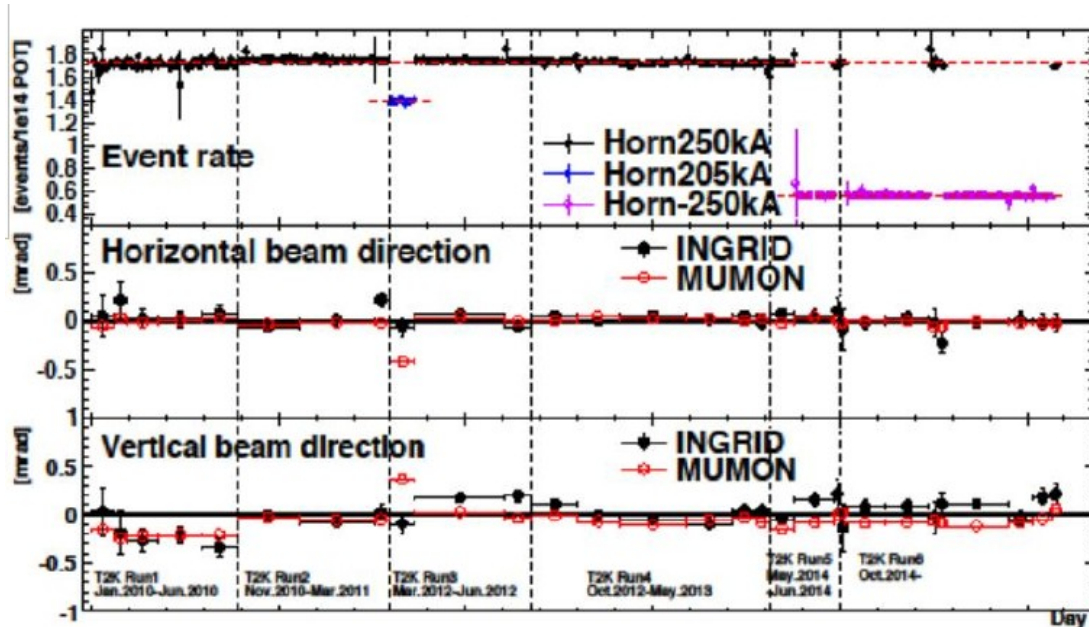 [events/1e14 POT]
1.8
1.6
1.4
1.2
1
0.8
0.6
0.4
Event rate
Horn250kA
Horn205kA
Horn-250kA
[mrad]
Horizontal beam direction
INGRID
MUMON
0.5
0
-0.5
1
[mrad]
Vertical beam direction
INGRID
MUMON
0.5
0
-0.5
-1
T2K Run1
Jan.2010-Jun.2010
T2K Run2
Nov.2010-Mar.2011
T2K Run3
Mar.2012-Jun.2012
T2K Run4
Oct.2012-May.2013
T2K Run5
May.2014
-Jun.2014
T2K Run6
Oct.2014-
Day